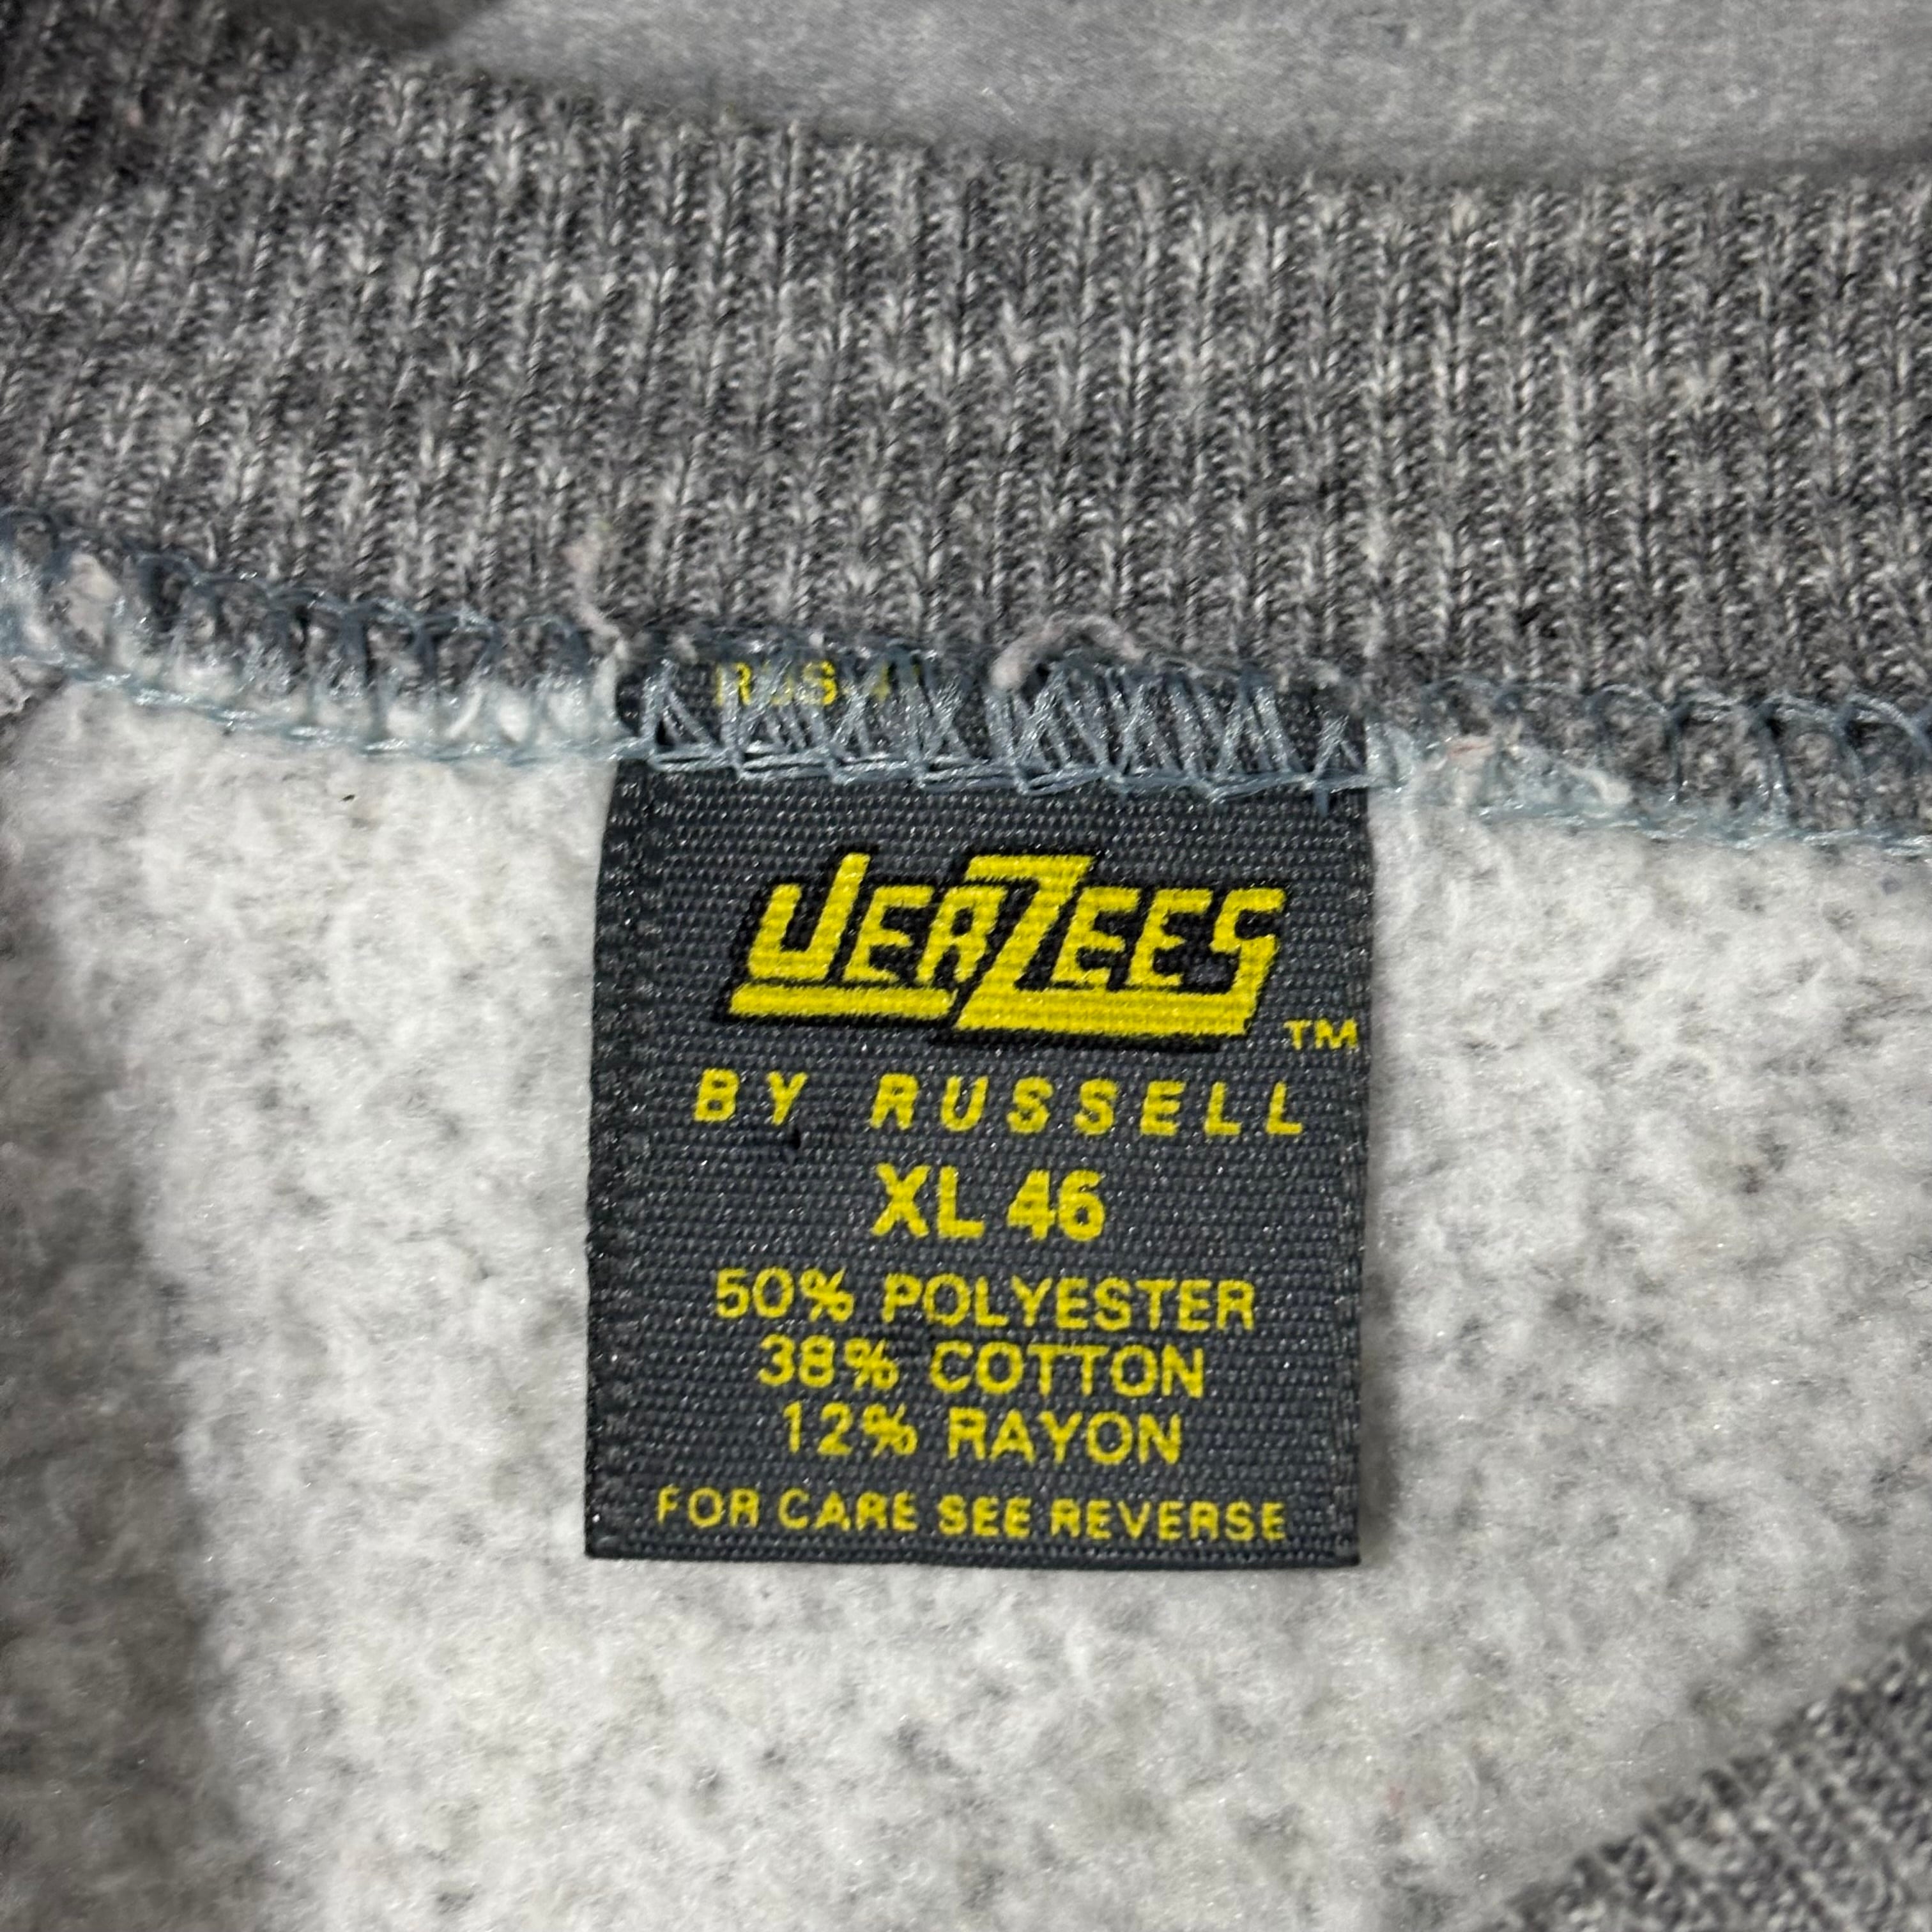 JERZEES TM
BY RUSSELL
XL 46
50% POLYESTER
38% COTTON
12% RAYON
FOR CARE SEE REVERSE